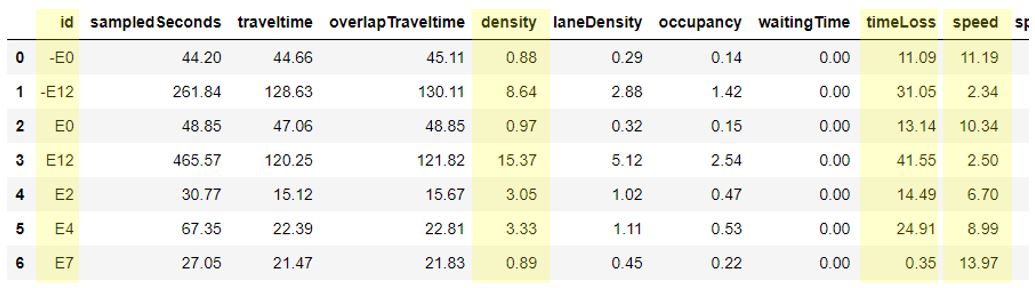 id sampledSeconds traveltime overlapTraveltime density laneDensity occupancy waitingTime timeLoss speed sp
0 -E0 44.20 44.66 45.11 0.88 0.29 0.14 0.00 11.09 11.19
1 -E12 261.84 128.63 130.11 8.64 2.88 1.42 0.00 31.05 2.34
2 E0 48.85 47.06 48.85 0.97 0.32 0.15 0.00 13.14 10.34
3 E12 465.57 120.25 121.82 15.37 5.12 2.54 0.00 41.55 2.50
4 E2 30.77 15.12 15.67 3.05 1.02 0.47 0.00 14.49 6.70
5 E4 67.35 22.39 22.81 3.33 1.11 0.53 0.00 24.91 8.99
6 E7 27.05 21.47 21.83 0.89 0.45 0.22 0.00 0.35 13.97